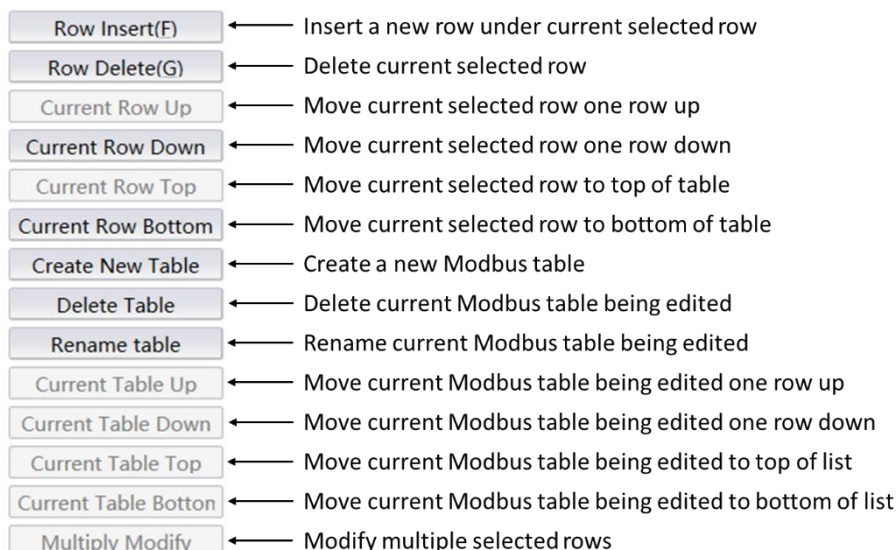 Row Insert(F) Insert a new row under current selected row
Row Delete(G) Delete current selected row
Current Row Up Move current selected row one row up
Current Row Down Move current selected row one row down
Current Row Top Move current selected row to top of table
Current Row Bottom Move current selected row to bottom of table
Create New Table Create a new Modbus table
Delete Table Delete current Modbus table being edited
Rename table Rename current Modbus table being edited
Current Table Up Move current Modbus table being edited one row up
Current Table Down Move current Modbus table being edited one row down
Current Table Top Move current Modbus table being edited to top of list
Current Table Botton Move current Modbus table being edited to bottom of list
Multiply Modify Modify multiple selected rows